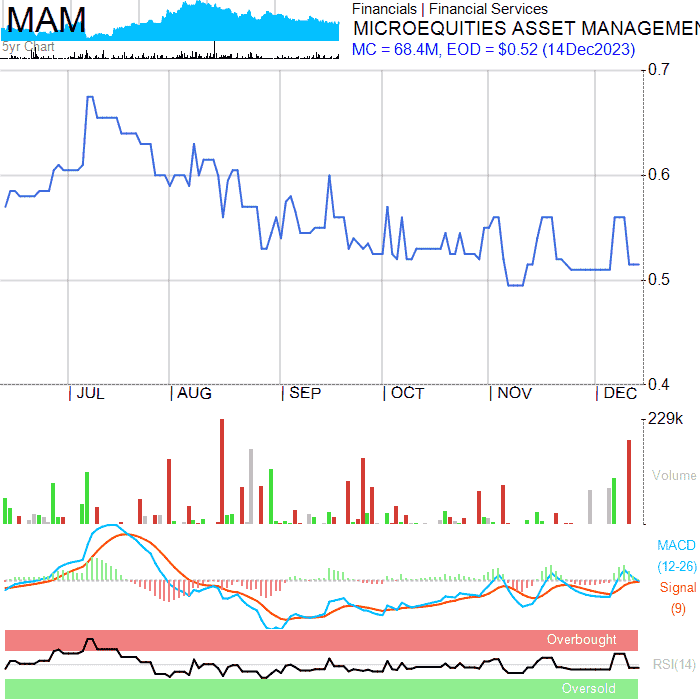 MAM
5yr Chart
Financials | Financial Services
MICROEQUITIES ASSET MANAGEMEN
MC = 68.4M, EOD = $0.52 (14Dec2023)
0.7
0.6
0.5
0.4
JUL
AUG
SEP
OCT
NOV
DEC
229k
Volume
MACD
(12-26)
Signal
(9)
Overbought
RSI(14)
Oversold